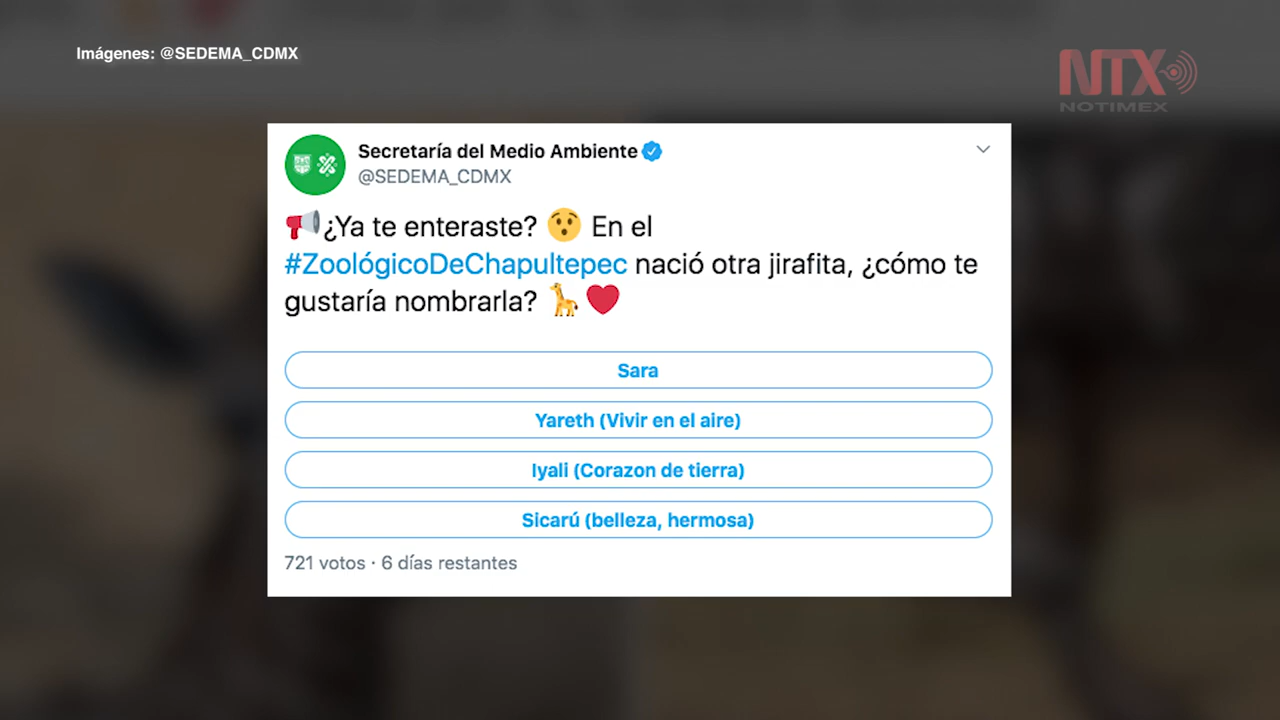 Imágenes: @SEDEMA_CDMX
NTX
NOTIMEX
Secretaría del Medio Ambiente
@SEDEMA_CDMX
¿Ya te enteraste? En el
#ZoológicoDeChapultepec nació otra jirafita, ¿cómo te
gustaría nombrarla?
Sara
Yareth (Vivir en el aire)
Iyali (Corazon de tierra)
Sicarú (belleza, hermosa)
721 votos · 6 días restantes